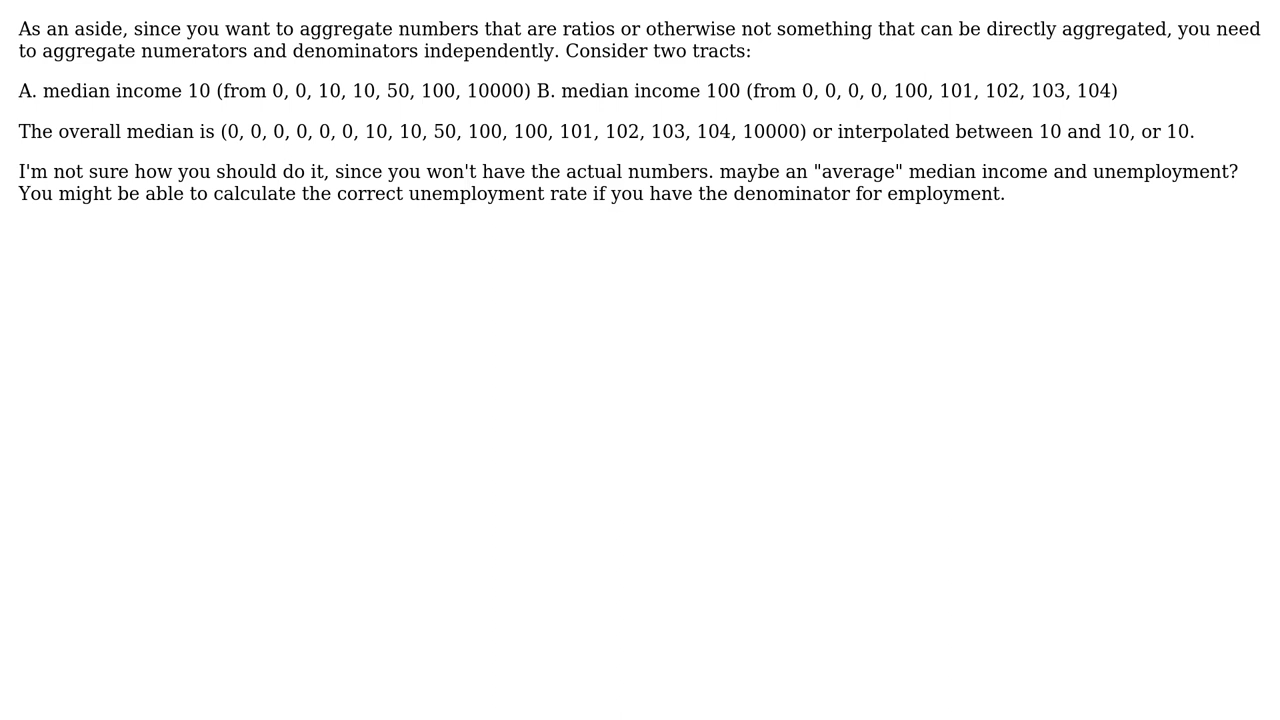 As an aside, since you want to aggregate numbers that are ratios or otherwise not something that can be directly aggregated, you need
to aggregate numerators and denominators independently. Consider two tracts:
A. median income 10 (from 0, 0, 10, 10, 50, 100, 10000) B. median income 100 (from 0, 0, 0, 0, 100, 101, 102, 103, 104)
The overall median is (0, 0, 0, 0, 0, 0, 10, 10, 50, 100, 100, 101, 102, 103, 104, 10000) or interpolated between 10 and 10, or 10.
I'm not sure how you should do it, since you won't have the actual numbers. maybe an "average" median income and unemployment?
You might be able to calculate the correct unemployment rate if you have the denominator for employment.